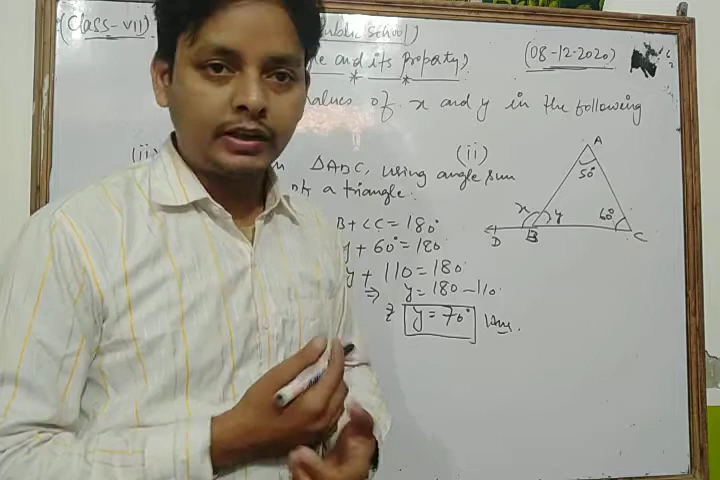 (Class-VII) Public School)
and its Property)
(08-12-2020)
values of x and y in the following
(ii) (ii)
ΔABC, using angle sum
a triangle.
B+∠C=180°
y+60°=180°
y+110=180°
⇒ y=180-110
y=70° Ans.
A
50°
x y 60°
D B C